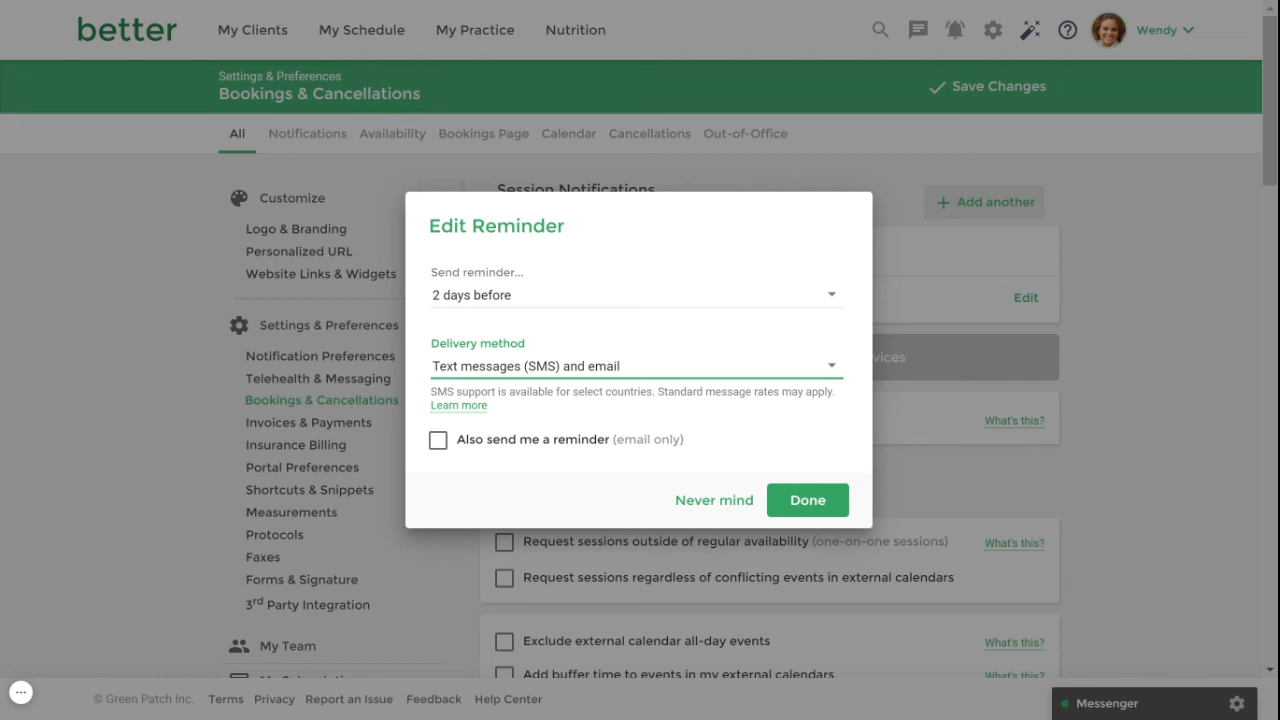 better
My Clients
My Schedule
My Practice
Nutrition
Wendy
Settings & Preferences
Bookings & Cancellations
Save Changes
All
Notifications
Availability
Bookings Page
Calendar
Cancellations
Out-of-Office
Customize
Logo & Branding
Personalized URL
Website Links & Widgets
Settings & Preferences
Notification Preferences
Telehealth & Messaging
Bookings & Cancellations
Invoices & Payments
Insurance Billing
Portal Preferences
Shortcuts & Snippets
Measurements
Protocols
Faxes
Forms & Signature
3rd Party Integration
My Team
Session Notifications
+ Add another
Edit
What's this?
Edit Reminder
Send reminder...
2 days before
Delivery method
Text messages (SMS) and email
SMS support is available for select countries. Standard message rates may apply.
Learn more
Also send me a reminder (email only)
Never mind
Done
Request sessions outside of regular availability (one-on-one sessions)
What's this?
Request sessions regardless of conflicting events in external calendars
Exclude external calendar all-day events
What's this?
Add buffer time to events in my external calendars
What's this?
© Green Patch Inc.
Terms
Privacy
Report an Issue
Feedback
Help Center
Messenger